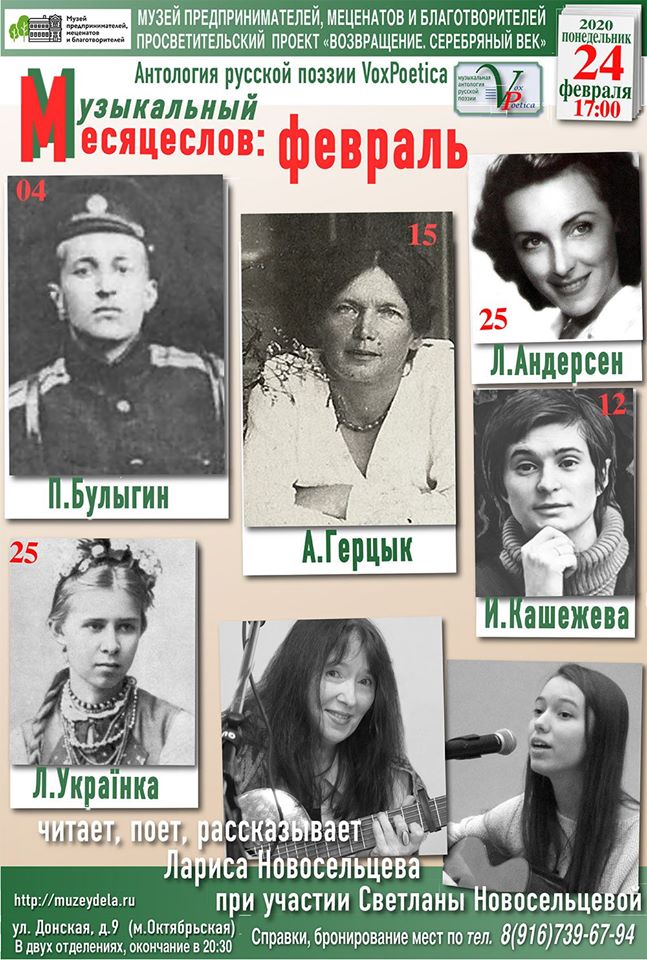 Музей
предпринимателей,
меценатов
и благотворителей
МУЗЕЙ ПРЕДПРИНИМАТЕЛЕЙ, МЕЦЕНАТОВ И БЛАГОТВОРИТЕЛЕЙ
ПРОСВЕТИТЕЛЬСКИЙ ПРОЕКТ «ВОЗВРАЩЕНИЕ. СЕРЕБРЯНЫЙ ВЕК»
2020
ПОНЕДЕЛЬНИК
24
февраля
17:00
Антология русской поэзии VoxPoetica
музыкальная
антология
русской
поэзии
Vox
Poetica
Музыкальный
Месяцеслов: февраль
04
П.Булыгин
15
А.Герцык
25
Л.Андерсен
12
И.Кашежева
25
Л.Українка
читает, поет, рассказывает
Лариса Новосельцева
при участии Светланы Новосельцевой
http://muzeydela.ru
ул. Донская, д.9 (м.Октябрьская)
В двух отделениях, окончание в 20:30
Справки, бронирование мест по тел. 8(916)739-67-94